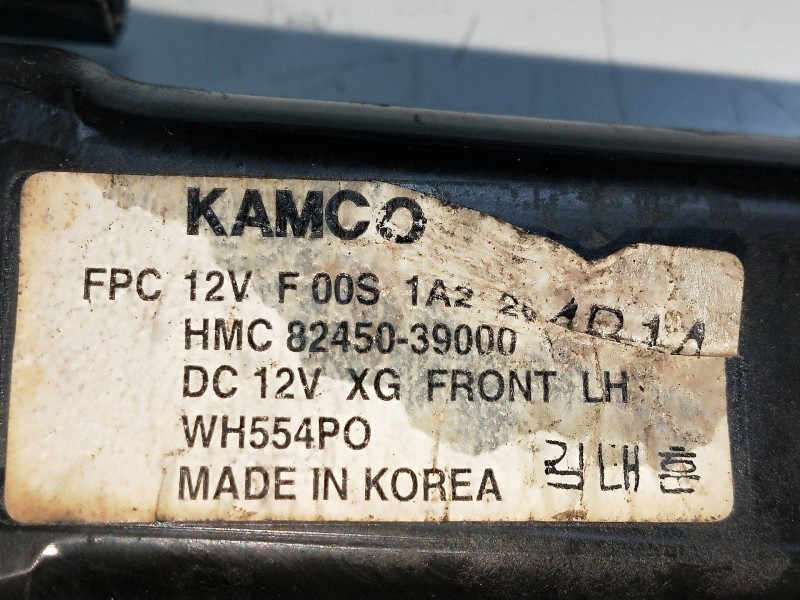 KAMCO
FPC 12V F 00S 1A2
HMC 82450-39000
DC 12V XG FRONT LH
WH554PO
MADE IN KOREA 김내훈